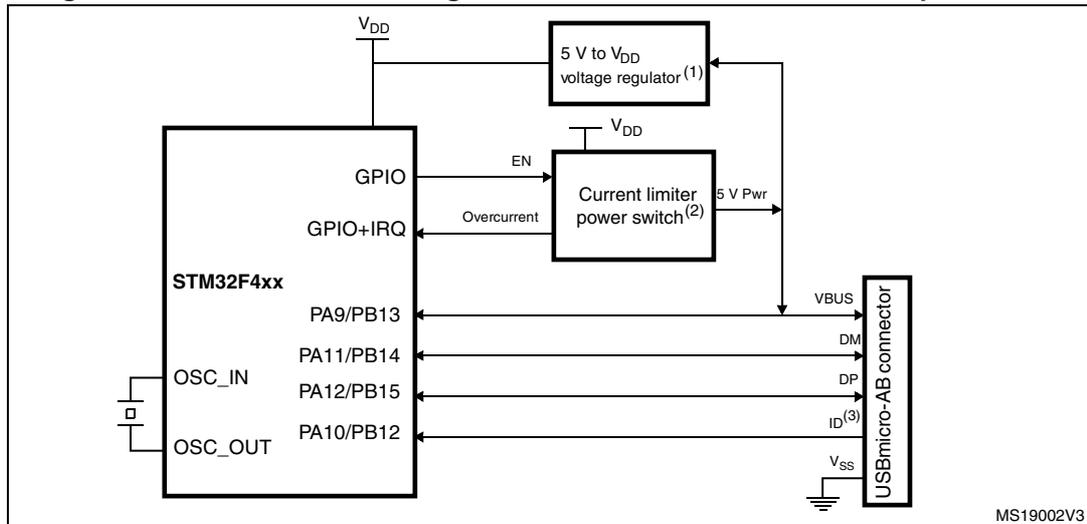 VDD
5 V to VDD
voltage regulator(1)
VDD
GPIO
EN
Current limiter
power switch(2)
5 V Pwr
GPIO+IRQ
Overcurrent
STM32F4xx
PA9/PB13
VBUS
PA11/PB14
DM
PA12/PB15
DP
PA10/PB12
ID(3)
VSS
OSC_IN
OSC_OUT
USBmicro-AB connector
MS19002V3